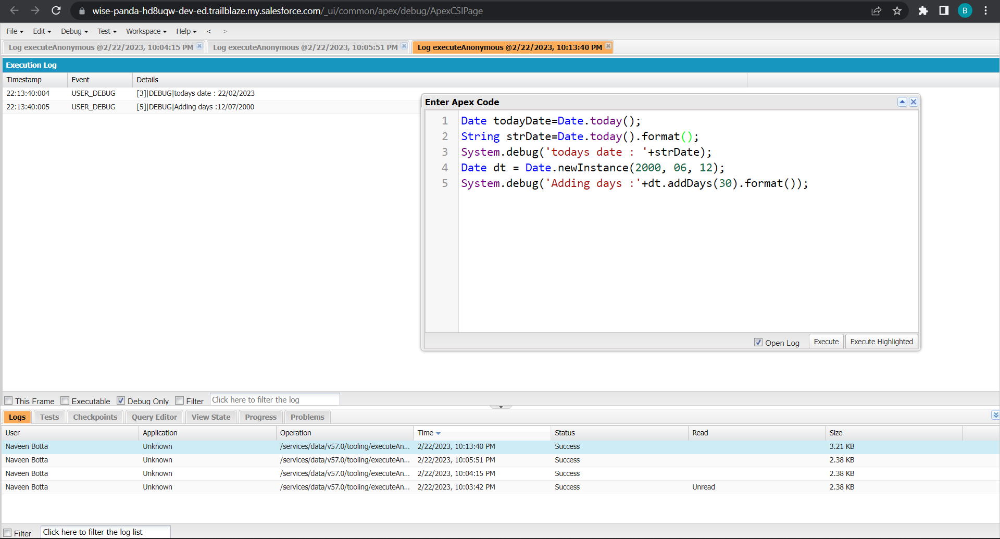 wise-panda-hd8uqw-dev-ed.trailblaze.my.salesforce.com/_ui/common/apex/debug/ApexCSIPage
B
File Edit Debug Test Workspace Help < >
Log executeAnonymous @2/22/2023, 10:04:15 PM Log executeAnonymous @2/22/2023, 10:05:51 PM Log executeAnonymous @2/22/2023, 10:13:40 PM
Execution Log
Timestamp Event Details
22:13:40:004 USER_DEBUG [3]|DEBUG|todays date : 22/02/2023
22:13:40:005 USER_DEBUG [5]|DEBUG|Adding days :12/07/2000
Enter Apex Code
1 Date todayDate=Date.today();
2 String strDate=Date.today().format();
3 System.debug('todays date : '+strDate);
4 Date dt = Date.newInstance(2000, 06, 12);
5 System.debug('Adding days :'+dt.addDays(30).format());
Open Log Execute Execute Highlighted
This Frame Executable Debug Only Filter Click here to filter the log
Logs Tests Checkpoints Query Editor View State Progress Problems
User Application Operation Time Status Read Size
Naveen Botta Unknown /services/data/v57.0/tooling/executeAn... 2/22/2023, 10:13:40 PM Success 3.21 KB
Naveen Botta Unknown /services/data/v57.0/tooling/executeAn... 2/22/2023, 10:05:51 PM Success 2.38 KB
Naveen Botta Unknown /services/data/v57.0/tooling/executeAn... 2/22/2023, 10:04:15 PM Success 2.38 KB
Naveen Botta Unknown /services/data/v57.0/tooling/executeAn... 2/22/2023, 10:03:42 PM Success Unread 2.38 KB
Filter Click here to filter the log list